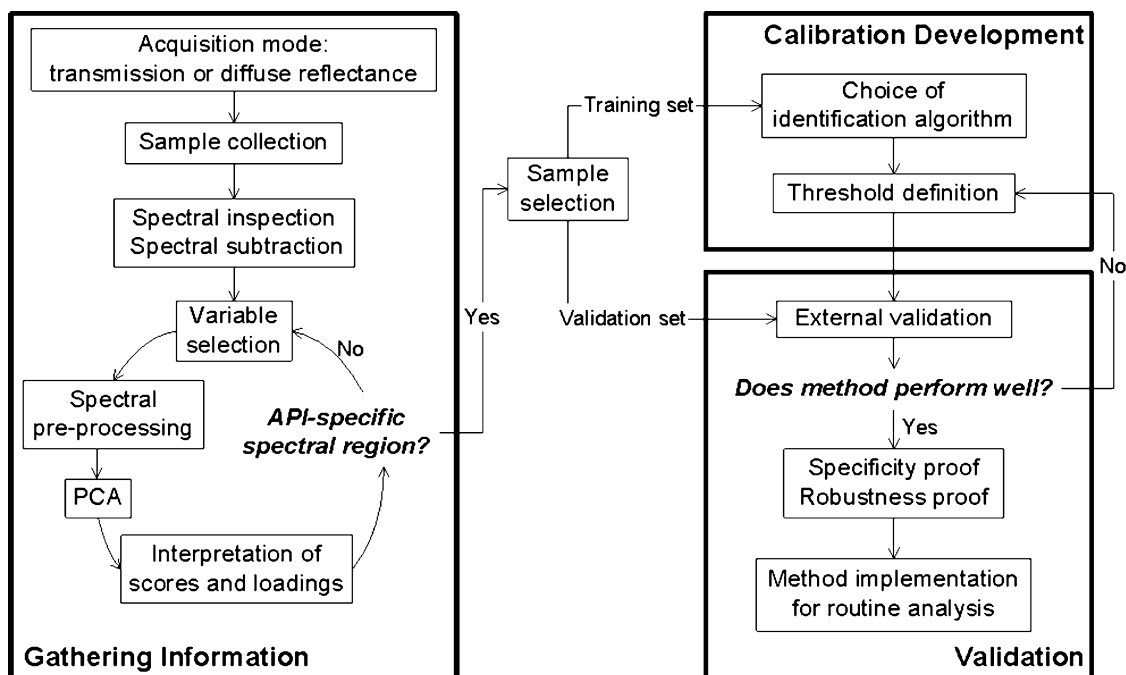 Acquisition mode:
transmission or diffuse reflectance
Sample collection
Spectral inspection
Spectral subtraction
Variable
selection
No
Spectral
pre-processing
API-specific
spectral region?
PCA
Interpretation of
scores and loadings
Gathering Information
Yes
Sample
selection
Training set
Validation set
Calibration Development
Choice of
identification algorithm
Threshold definition
No
External validation
Does method perform well?
Yes
Specificity proof
Robustness proof
Method implementation
for routine analysis
Validation